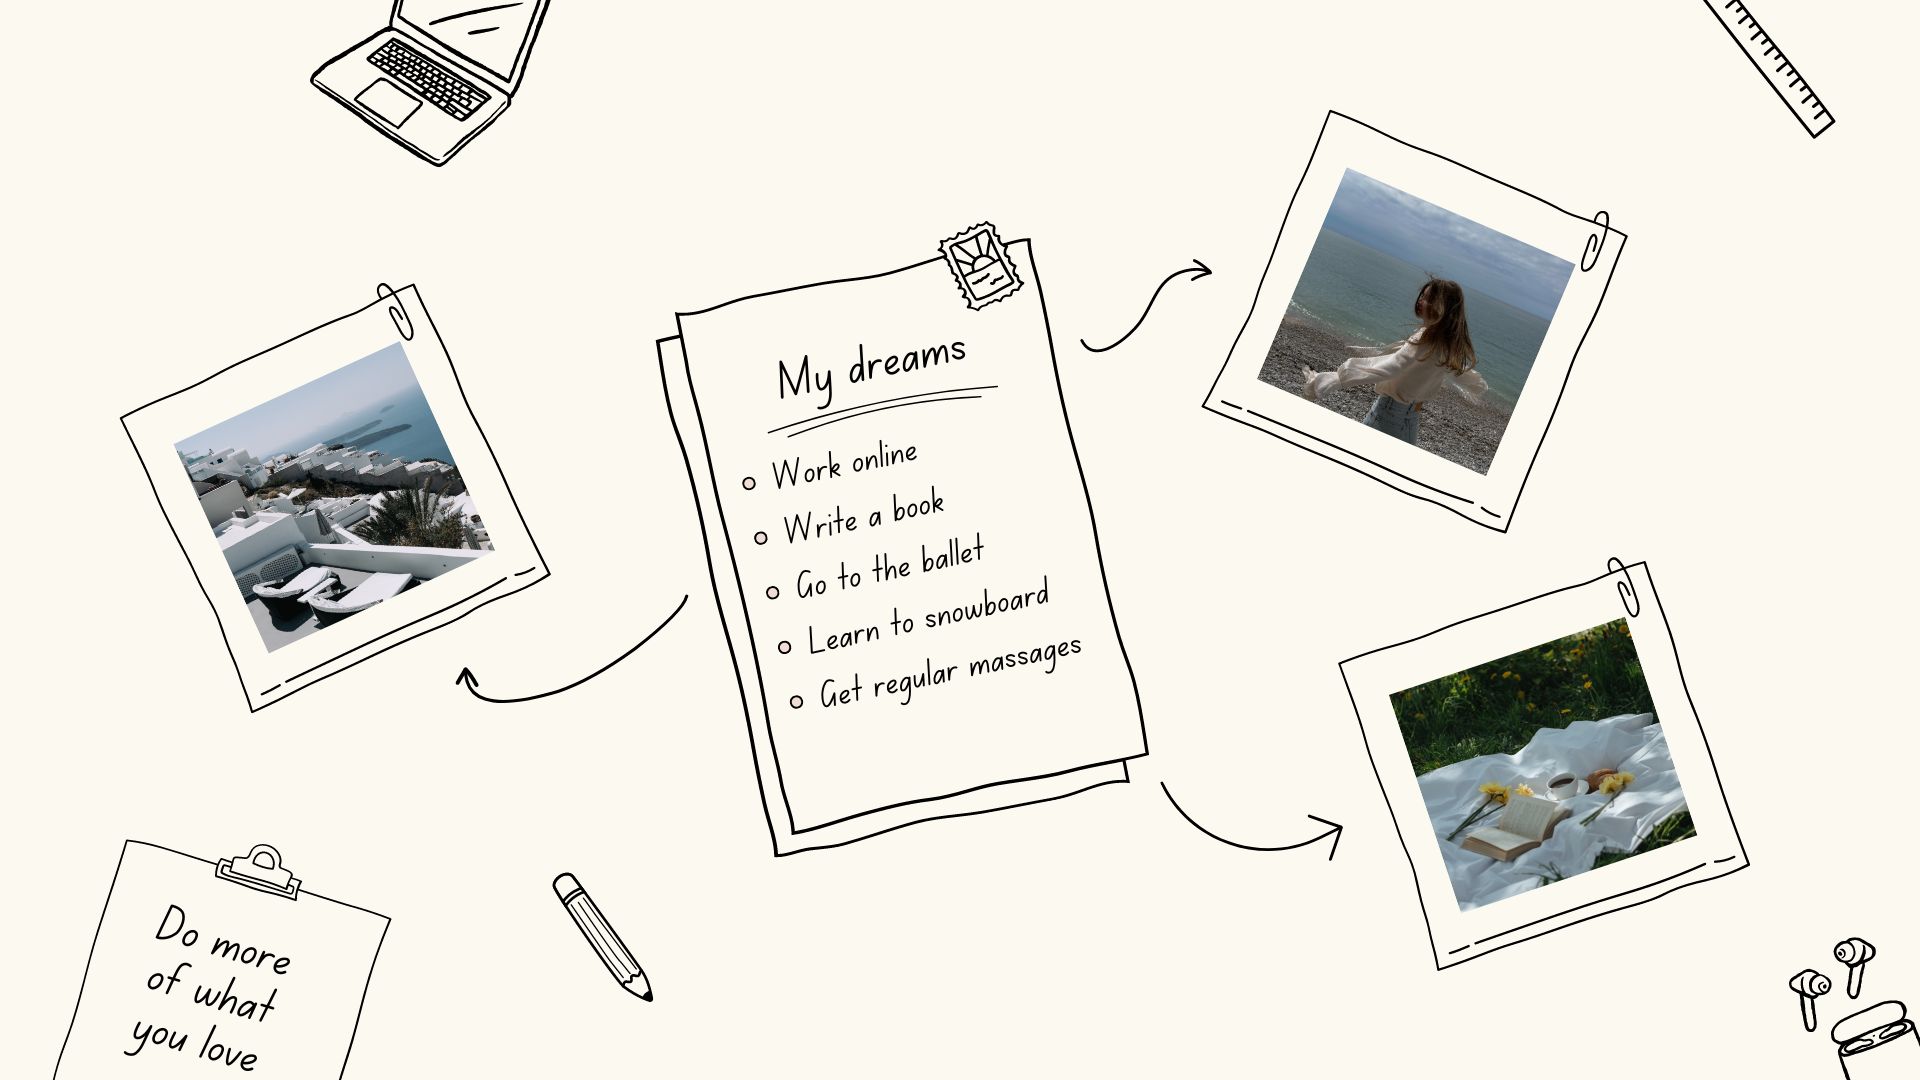 My dreams
Work online
Write a book
Go to the ballet
Learn to snowboard
Get regular massages
Do more
of what
you love